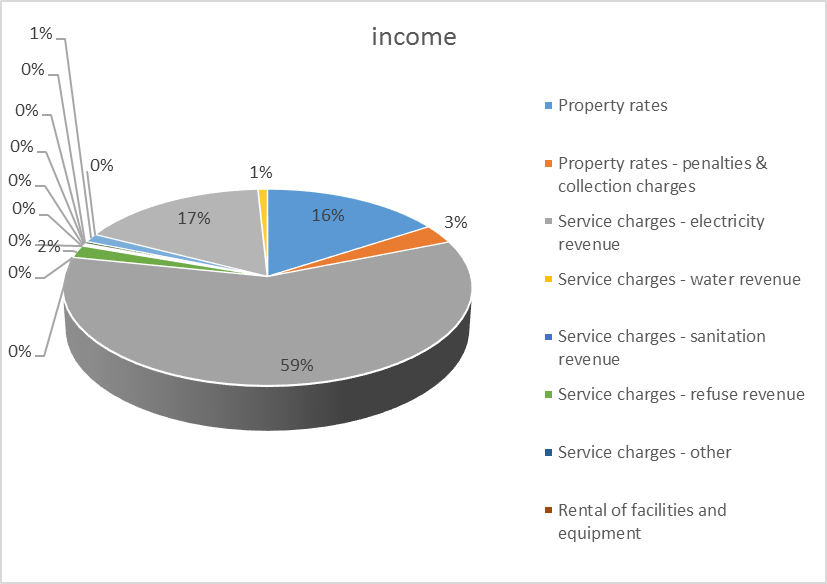 income
1%
0%
0%
0%
0%
0%
0%
0%
2%
0%
0%
17%
1%
16%
3%
59%
Property rates
Property rates - penalties &
collection charges
Service charges - electricity
revenue
Service charges - water revenue
Service charges - sanitation
revenue
Service charges - refuse revenue
Service charges - other
Rental of facilities and
equipment